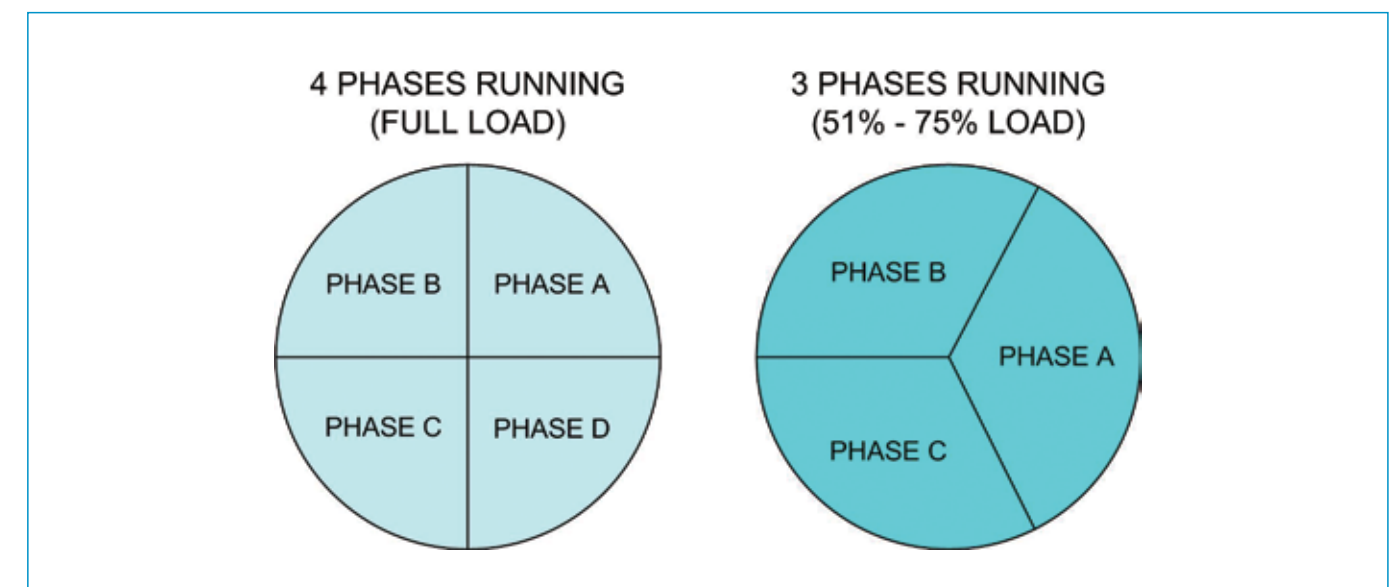 4 PHASES RUNNING
(FULL LOAD)
PHASE B
PHASE A
PHASE C
PHASE D
3 PHASES RUNNING
(51% - 75% LOAD)
PHASE B
PHASE A
PHASE C